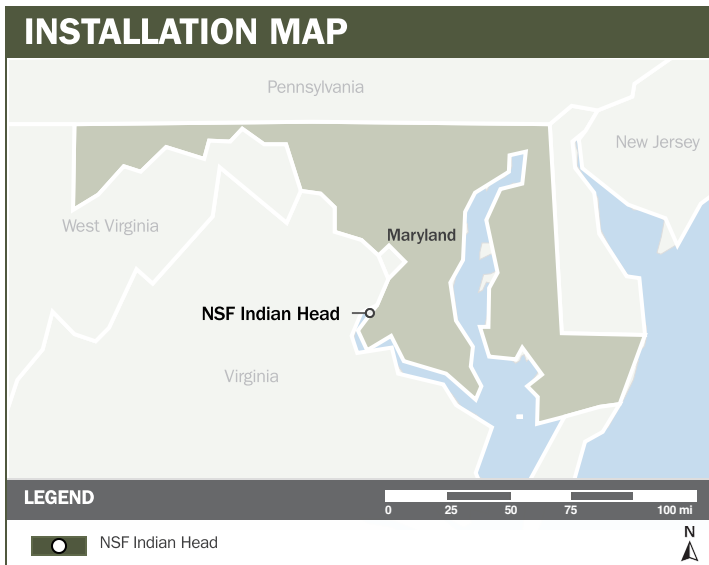 INSTALLATION MAP
Pennsylvania
New Jersey
West Virginia
Maryland
NSF Indian Head
Virginia
LEGEND
0 25 50 75 100 mi
NSF Indian Head
N